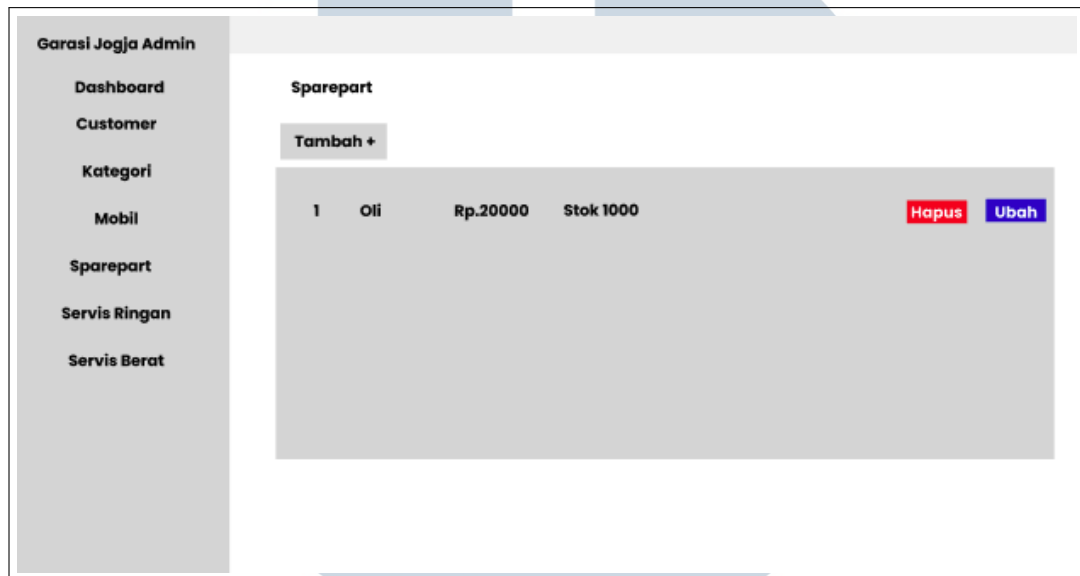 Garasi Jogja Admin
Dashboard
Customer
Kategori
Mobil
Sparepart
Servis Ringan
Servis Berat
Sparepart
Tambah +
1 Oli Rp.20000 Stok 1000 Hapus Ubah